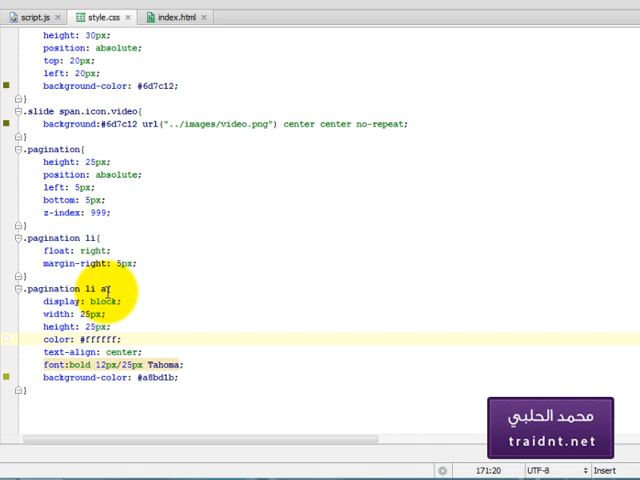 script.js
style.css
index.html
height: 30px;
position: absolute;
top: 20px;
left: 20px;
background-color: #6d7c12;
}
.slide span.icon.video{
background:#6d7c12 url("../images/video.png") center center no-repeat;
}
.pagination{
height: 25px;
position: absolute;
left: 5px;
bottom: 5px;
z-index: 999;
}
.pagination li{
float: right;
margin-right: 5px;
}
.pagination li a{
display: block;
width: 25px;
height: 25px;
color: #ffffff;
text-align: center;
font:bold 12px/25px Tahoma;
background-color: #a8bd1b;
}
محمد الحلبي
traidnt.net
171:20
UTF-8
Insert